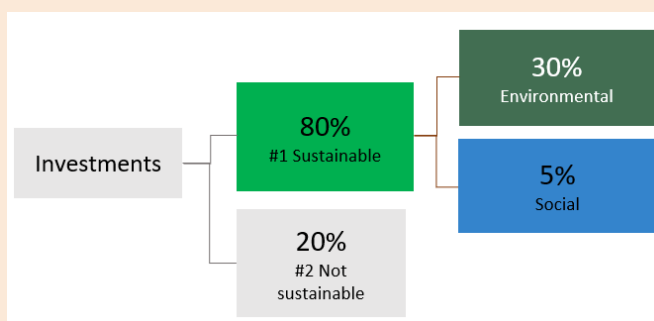 Investments
80%
#1 Sustainable
20%
#2 Not
sustainable
30%
Environmental
5%
Social